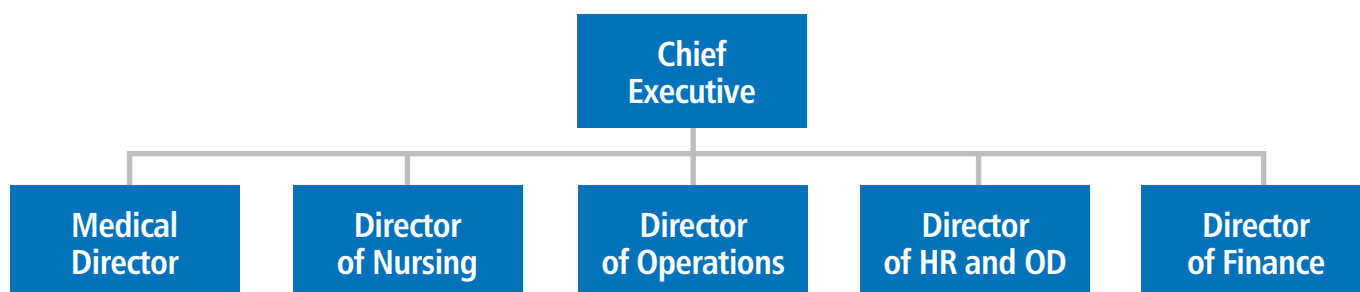 Chief
Executive
Medical
Director
Director
of Nursing
Director
of Operations
Director
of HR and OD
Director
of Finance